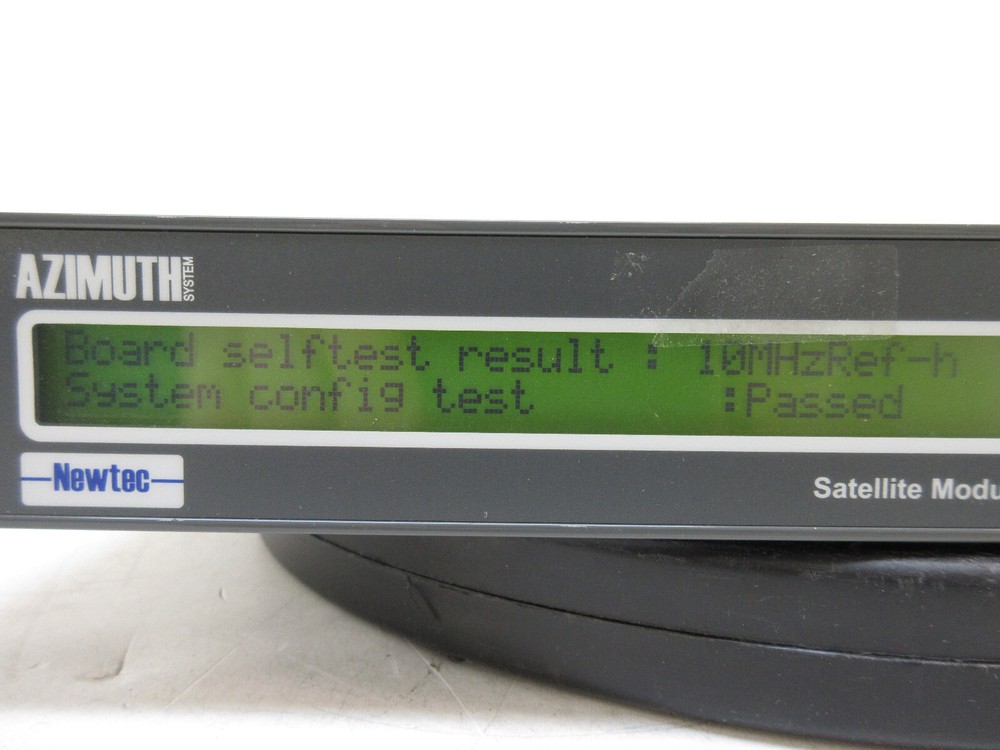 AZIMUTH SYSTEM
Board selftest result : 10MHzRef-h
System config test :Passed
Newtec
Satellite Modu